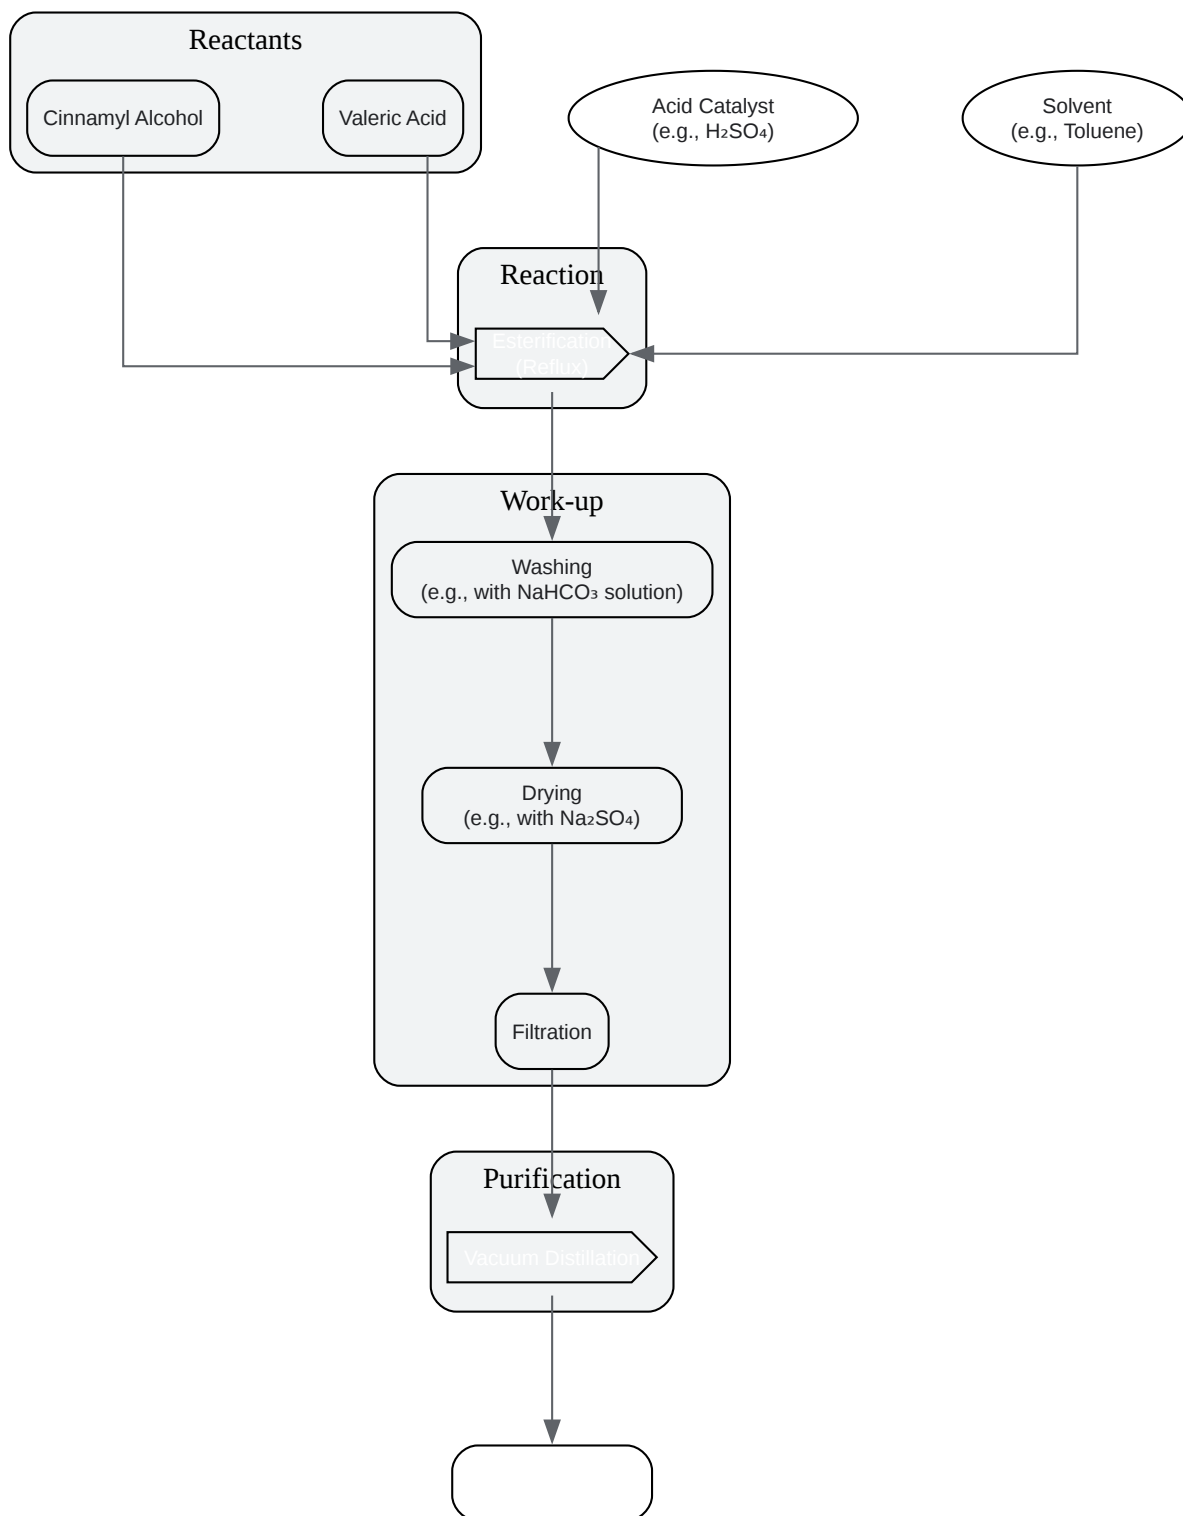 Reactants
Cinnamyl Alcohol
Valeric Acid
Acid Catalyst
(e.g., H₂SO₄)
Solvent
(e.g., Toluene)
Reaction
Esterification
(Reflux)
Work-up
Washing
(e.g., with NaHCO₃ solution)
Drying
(e.g., with Na₂SO₄)
Filtration
Purification
Vacuum Distillation